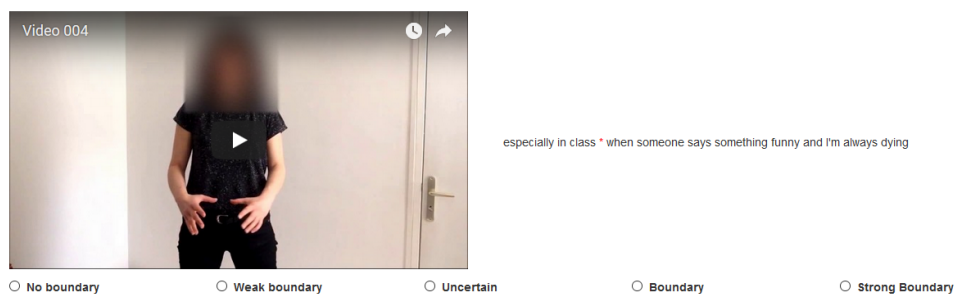 Video 004
especially in class * when someone says something funny and I'm always dying
No boundary
Weak boundary
Uncertain
Boundary
Strong Boundary